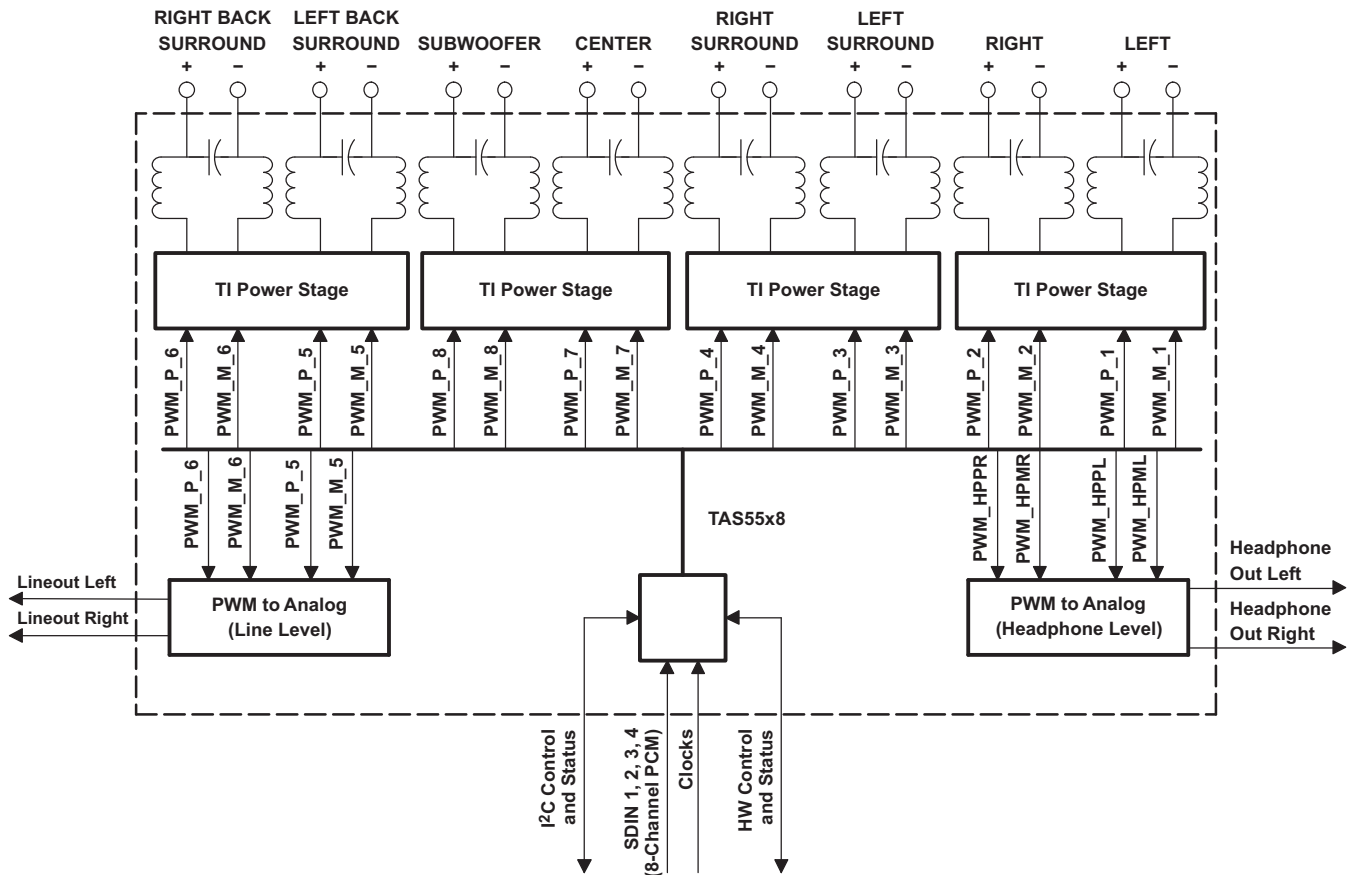 RIGHT BACK
SURROUND
LEFT BACK
SURROUND
SUBWOOFER
CENTER
RIGHT
SURROUND
LEFT
SURROUND
RIGHT
LEFT
+ − + − + − + − + − + − + − + −
TI Power Stage
TI Power Stage
TI Power Stage
TI Power Stage
PWM_P_6
PWM_M_6
PWM_P_5
PWM_M_5
PWM_P_8
PWM_M_8
PWM_P_7
PWM_M_7
PWM_P_4
PWM_M_4
PWM_P_3
PWM_M_3
PWM_P_2
PWM_M_2
PWM_P_1
PWM_M_1
PWM_P_6
PWM_M_6
PWM_P_5
PWM_M_5
TAS55x8
PWM_HPPR
PWM_HPMR
PWM_HPPL
PWM_HPML
Lineout Left
Lineout Right
PWM to Analog
(Line Level)
PWM to Analog
(Headphone Level)
Headphone
Out Left
Headphone
Out Right
I²C Control
and Status
SDIN 1, 2, 3, 4
(8-Channel PCM)
Clocks
HW Control
and Status